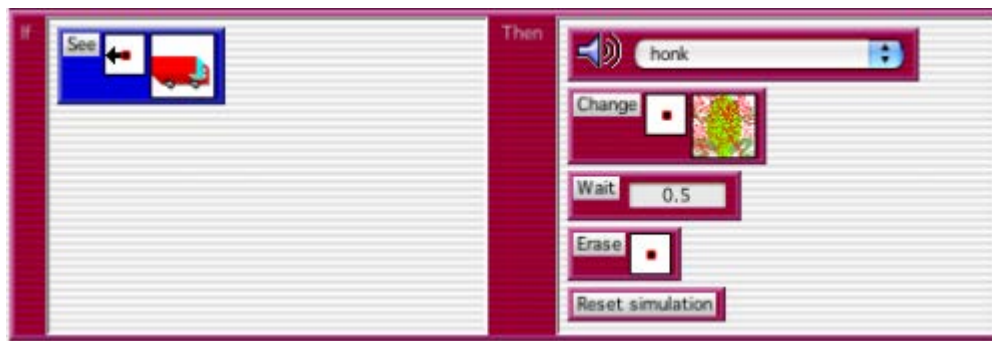 If
See
Then
honk
Change
Wait 0.5
Erase
Reset simulation